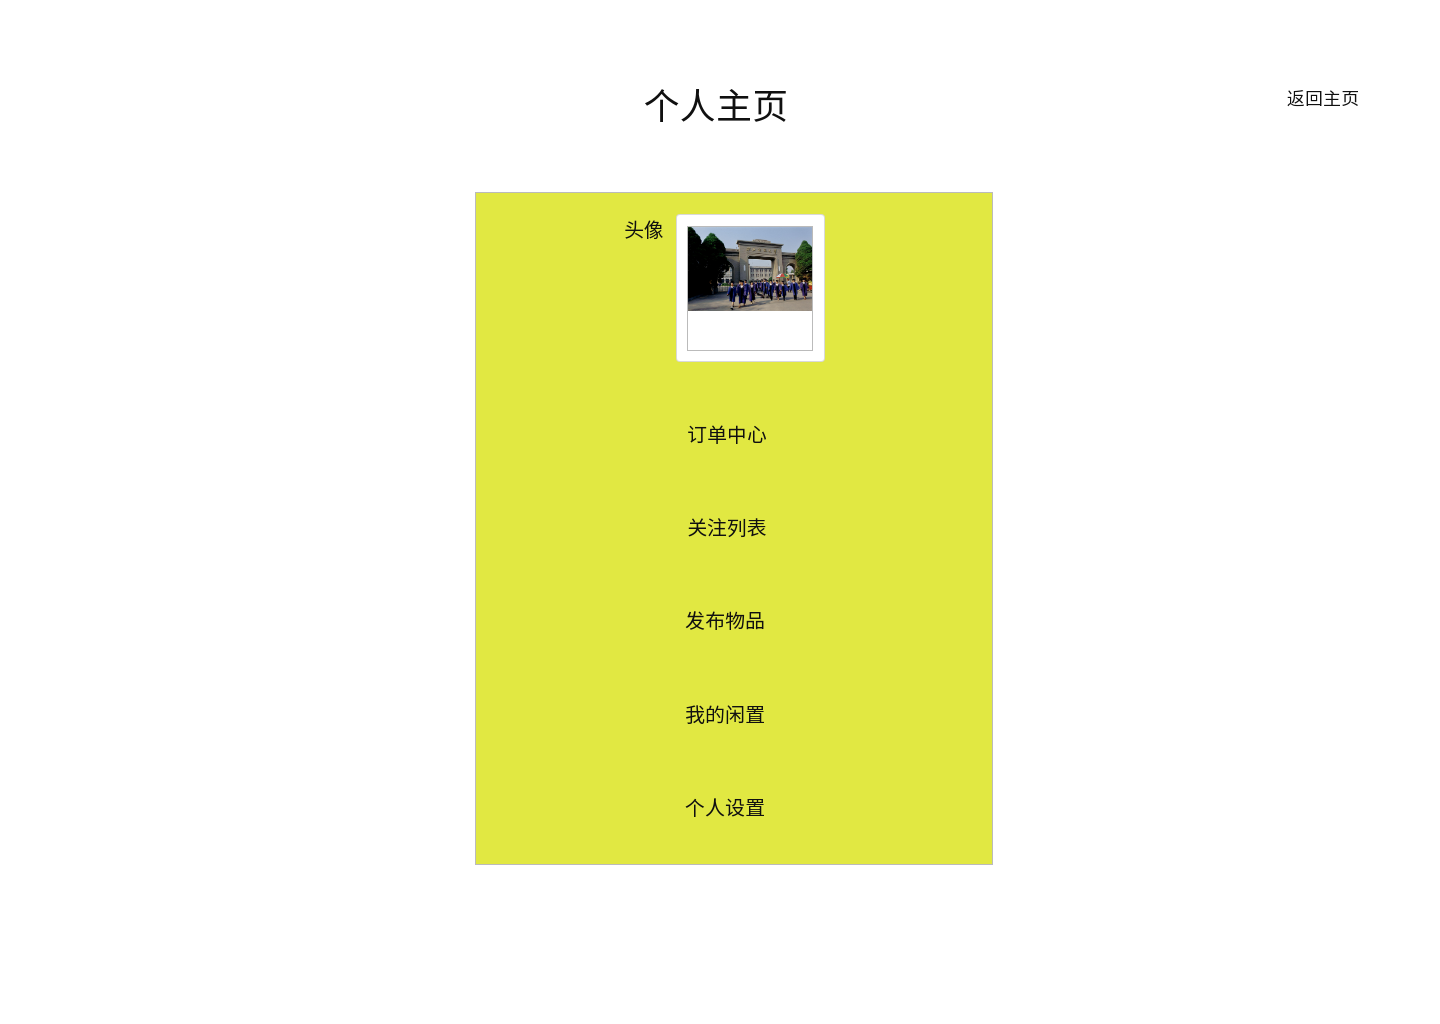 个人主页
返回主页
头像
订单中心
关注列表
发布物品
我的闲置
个人设置